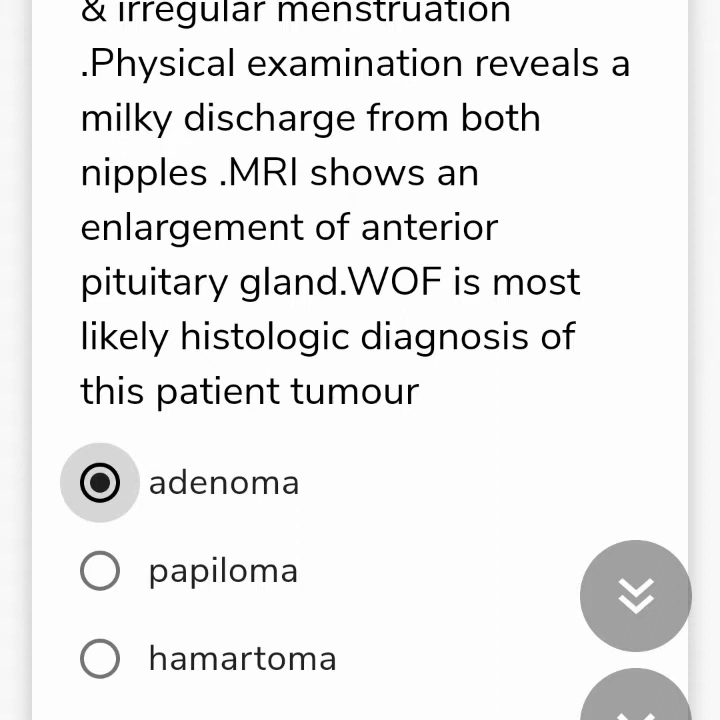 & irregular menstruation
.Physical examination reveals a
milky discharge from both
nipples .MRI shows an
enlargement of anterior
pituitary gland.WOF is most
likely histologic diagnosis of
this patient tumour
adenoma
papiloma
hamartoma